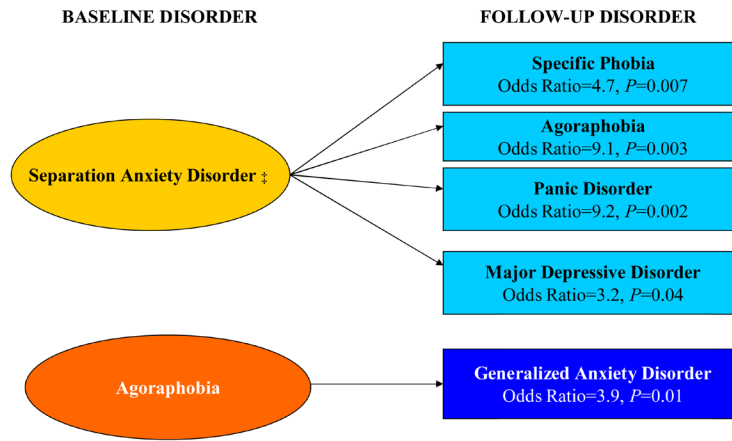 BASELINE DISORDER
FOLLOW-UP DISORDER
Specific Phobia
Odds Ratio=4.7, P=0.007
Agoraphobia
Odds Ratio=9.1, P=0.003
Separation Anxiety Disorder ‡
Panic Disorder
Odds Ratio=9.2, P=0.002
Major Depressive Disorder
Odds Ratio=3.2, P=0.04
Agoraphobia
Generalized Anxiety Disorder
Odds Ratio=3.9, P=0.01